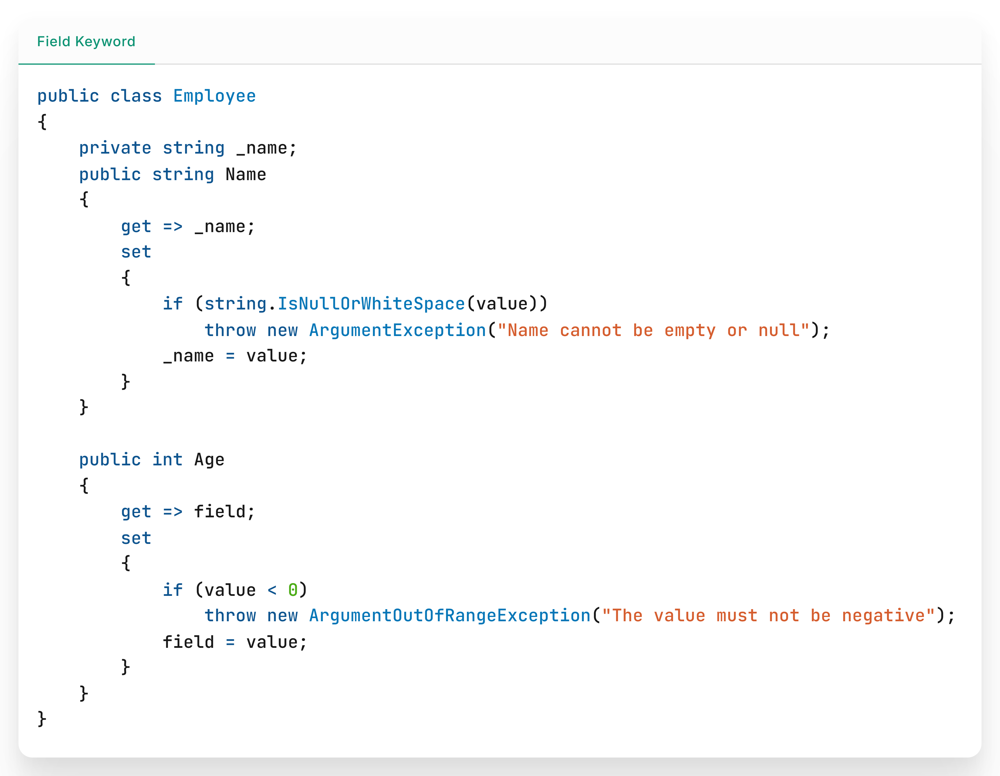 Field Keyword
public class Employee
{
    private string _name;
    public string Name
    {
        get => _name;
        set
        {
            if (string.IsNullOrWhiteSpace(value))
                throw new ArgumentException("Name cannot be empty or null");
            _name = value;
        }
    }

    public int Age
    {
        get => field;
        set
        {
            if (value < 0)
                throw new ArgumentOutOfRangeException("The value must not be negative");
            field = value;
        }
    }
}